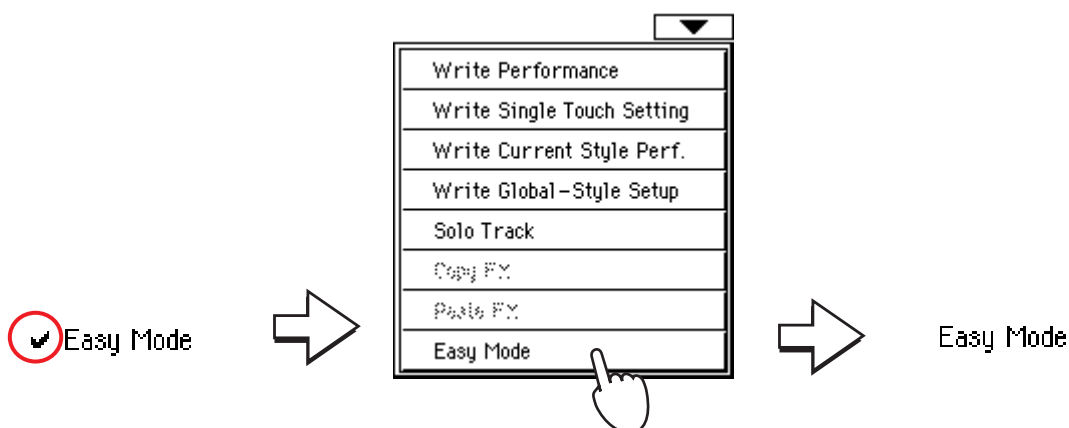 Write Performance
Write Single Touch Setting
Write Current Style Perf.
Write Global-Style Setup
Solo Track
Copy FX
Paste FX
Easy Mode
Easy Mode
Easy Mode